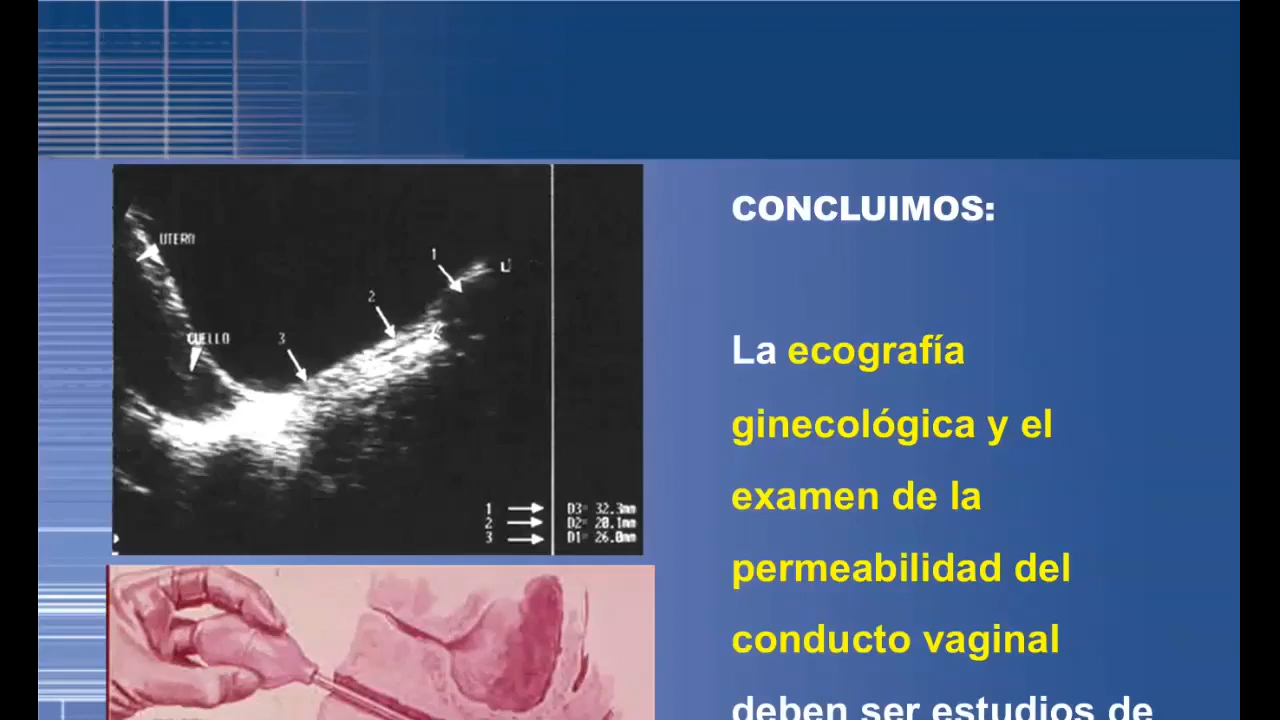 CONCLUIMOS:
La ecografía
ginecológica y el
examen de la
permeabilidad del
conducto vaginal
deben ser estudios de
UTERO
CUELLO
1
2
3
1 D3= 32.3mm
2 D2= 20.1mm
3 D1= 26.0mm